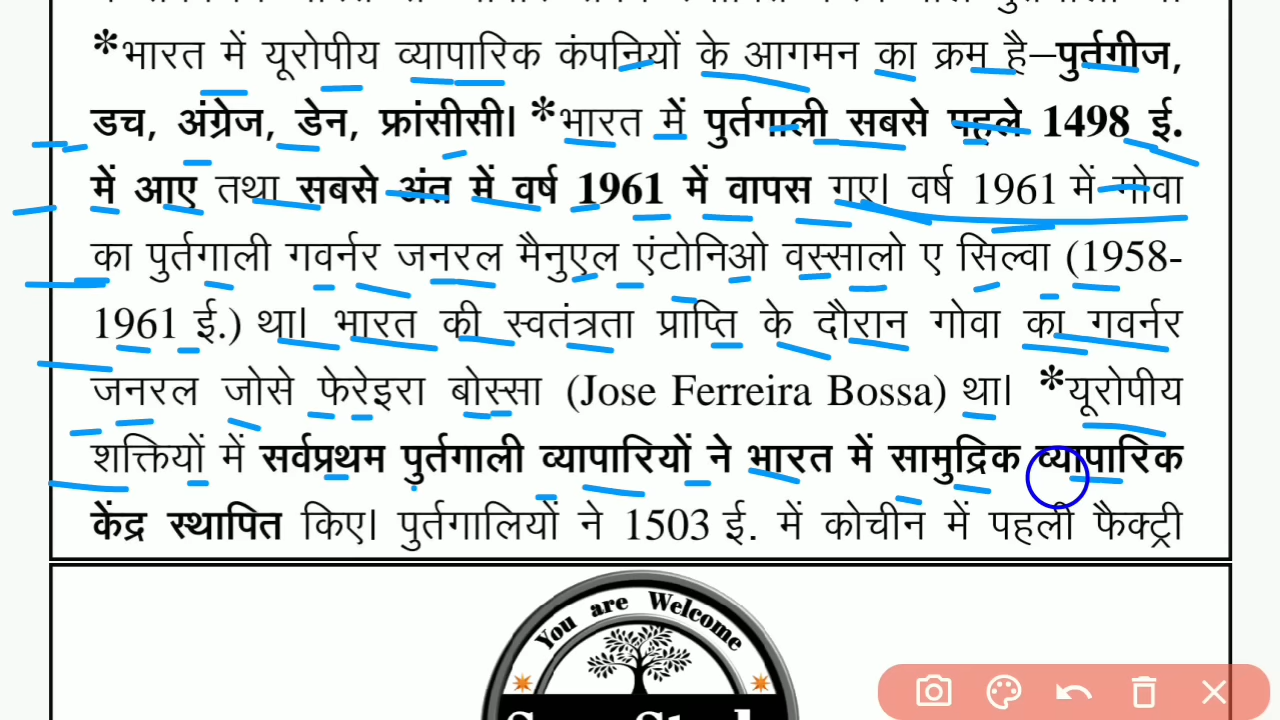 *भारत में यूरोपीय व्यापारिक कंपनियों के आगमन का क्रम है–पुर्तगीज,
डच, अंग्रेज, डेन, फ्रांसीसी। *भारत में पुर्तगाली सबसे पहले 1498 ई.
में आए तथा सबसे अंत में वर्ष 1961 में वापस गए। वर्ष 1961 में गोवा
का पुर्तगाली गवर्नर जनरल मैनुएल एंटोनिओ वस्सालो ए सिल्वा (1958-
1961 ई.) था। भारत की स्वतंत्रता प्राप्ति के दौरान गोवा का गवर्नर
जनरल जोसे फेरेइरा बोस्सा (Jose Ferreira Bossa) था। *यूरोपीय
शक्तियों में सर्वप्रथम पुर्तगाली व्यापारियों ने भारत में सामुद्रिक व्यापारिक
केंद्र स्थापित किए। पुर्तगालियों ने 1503 ई. में कोचीन में पहली फैक्ट्री
You are Welcome